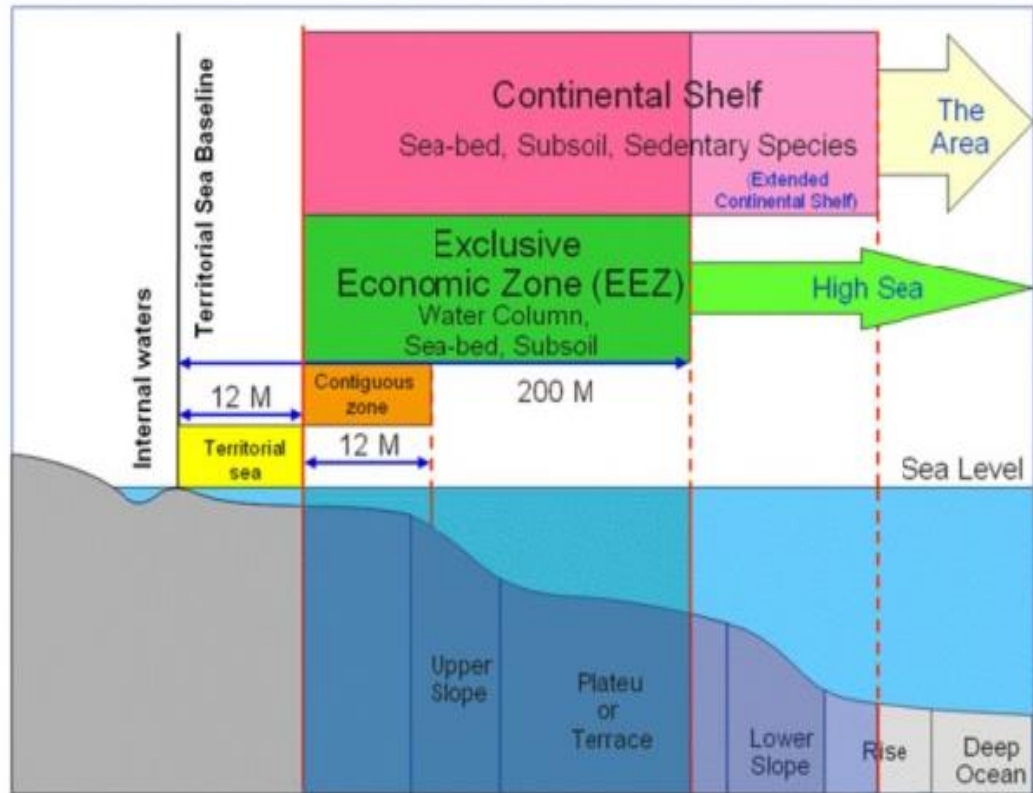 Internal waters
Territorial Sea Baseline
Continental Shelf
Sea-bed, Subsoil, Sedentary Species
(Extended
Continental Shelf)
The
Area
Exclusive
Economic Zone (EEZ)
Water Column,
Sea-bed, Subsoil
High Sea
12 M
Contiguous
zone
200 M
Territorial
sea
12 M
Sea Level
Upper
Slope
Plateu
or
Terrace
Lower
Slope
Rise
Deep
Ocean